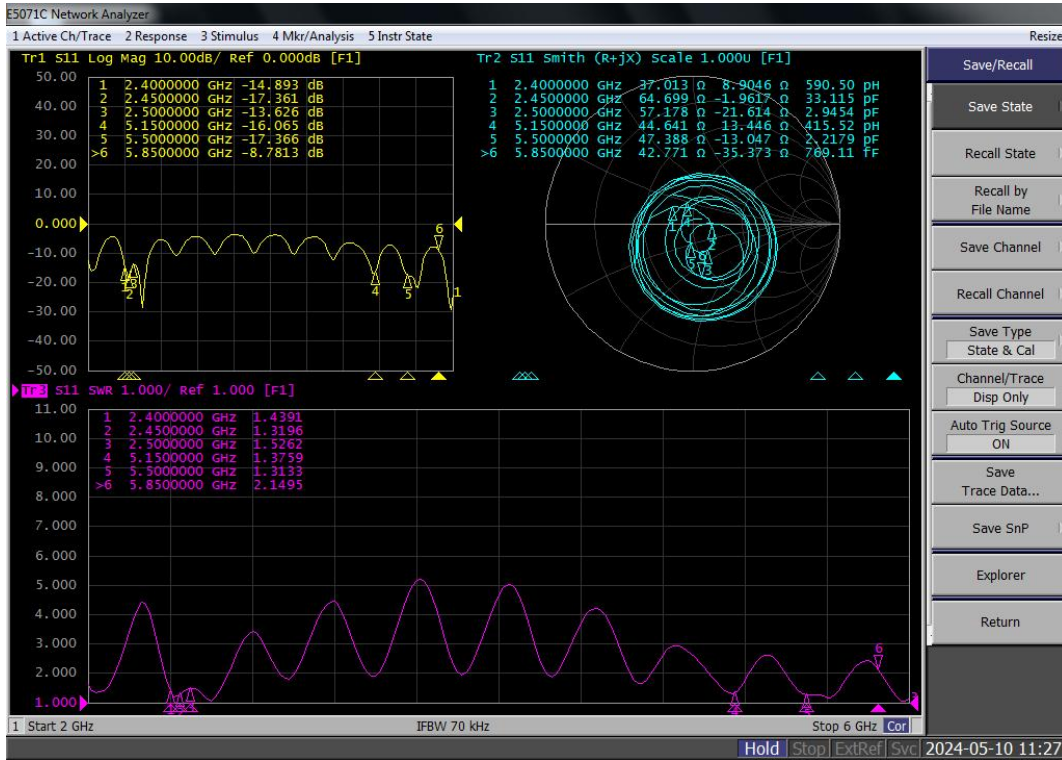 E5071C Network Analyzer
1 Active Ch/Trace 2 Response 3 Stimulus 4 Mkr/Analysis 5 Instr State Resize
Tr1 S11 Log Mag 10.00dB/ Ref 0.000dB [F1]
50.00
40.00
30.00
20.00
10.00
0.000
-10.00
-20.00
-30.00
-40.00
-50.00
1 2.4000000 GHz -14.893 dB
2 2.4500000 GHz -17.361 dB
3 2.5000000 GHz -13.626 dB
4 5.1500000 GHz -16.065 dB
5 5.5000000 GHz -17.366 dB
>6 5.8500000 GHz -8.7813 dB
Tr2 S11 Smith (R+jX) Scale 1.000U [F1]
1 2.4000000 GHz 37.013 Ω 8.9046 Ω 590.50 pH
2 2.4500000 GHz 64.699 Ω -1.9617 Ω 33.115 pF
3 2.5000000 GHz 57.178 Ω -21.614 Ω 2.9454 pF
4 5.1500000 GHz 44.641 Ω 13.446 Ω 415.52 pH
5 5.5000000 GHz 47.388 Ω -13.047 Ω 2.2179 pF
>6 5.8500000 GHz 42.771 Ω -35.373 Ω 769.11 fF
Tr3 S11 SWR 1.000/ Ref 1.000 [F1]
11.00
10.00
9.000
8.000
7.000
6.000
5.000
4.000
3.000
2.000
1.000
1 2.4000000 GHz 1.4391
2 2.4500000 GHz 1.3196
3 2.5000000 GHz 1.5262
4 5.1500000 GHz 1.3759
5 5.5000000 GHz 1.3133
>6 5.8500000 GHz 2.1495
1 Start 2 GHz IFBW 70 kHz Stop 6 GHz Cor
Save/Recall
Save State
Recall State
Recall by
File Name
Save Channel
Recall Channel
Save Type
State & Cal
Channel/Trace
Disp Only
Auto Trig Source
ON
Save
Trace Data...
Save SnP
Explorer
Return
Hold Stop ExtRef Svc 2024-05-10 11:27